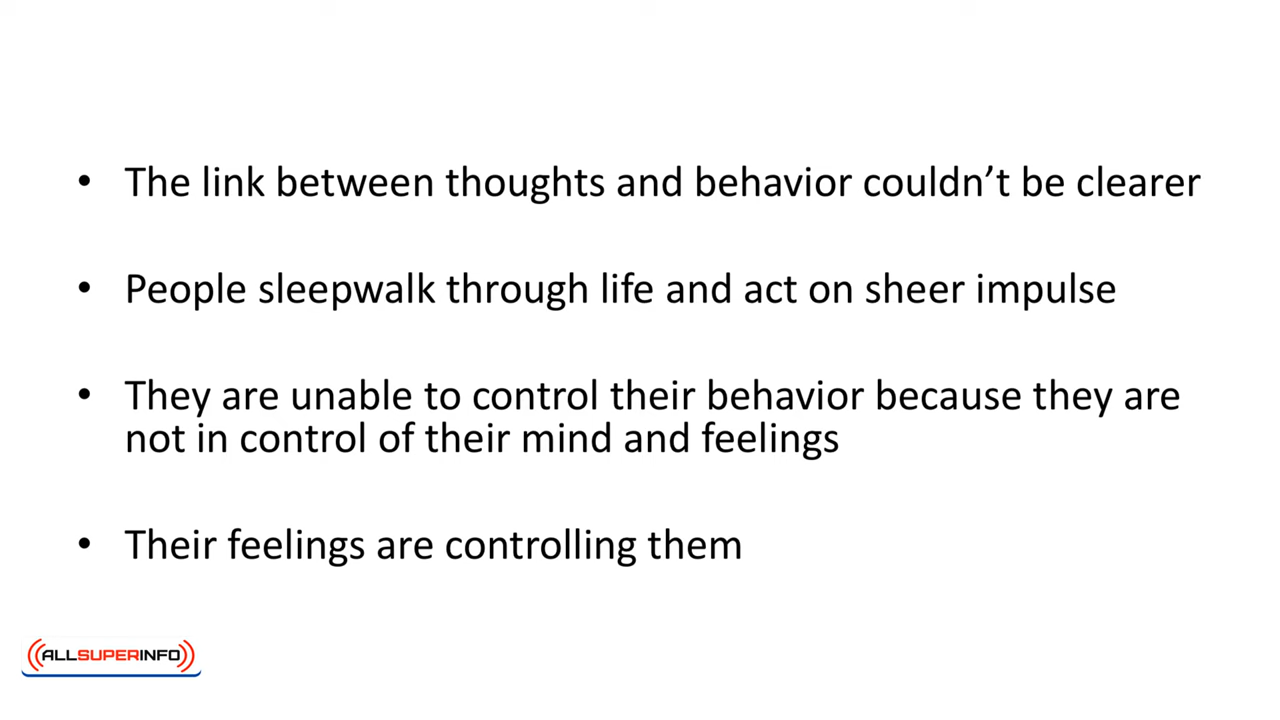 • The link between thoughts and behavior couldn’t be clearer
• People sleepwalk through life and act on sheer impulse
• They are unable to control their behavior because they are
not in control of their mind and feelings
• Their feelings are controlling them
ALLSUPERINFO